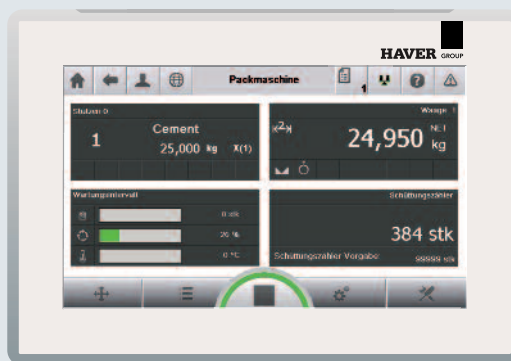 HAVER GROUP
Packmaschine
1
Stutzen 0
1
Cement
25,000 kg X(1)
Waage 1
24,950 NET kg
Wartungsintervall
0 stk
20 %
0 °C
Schüttungszähler
384 stk
Schüttungszähler Vorgabe 99999 stk